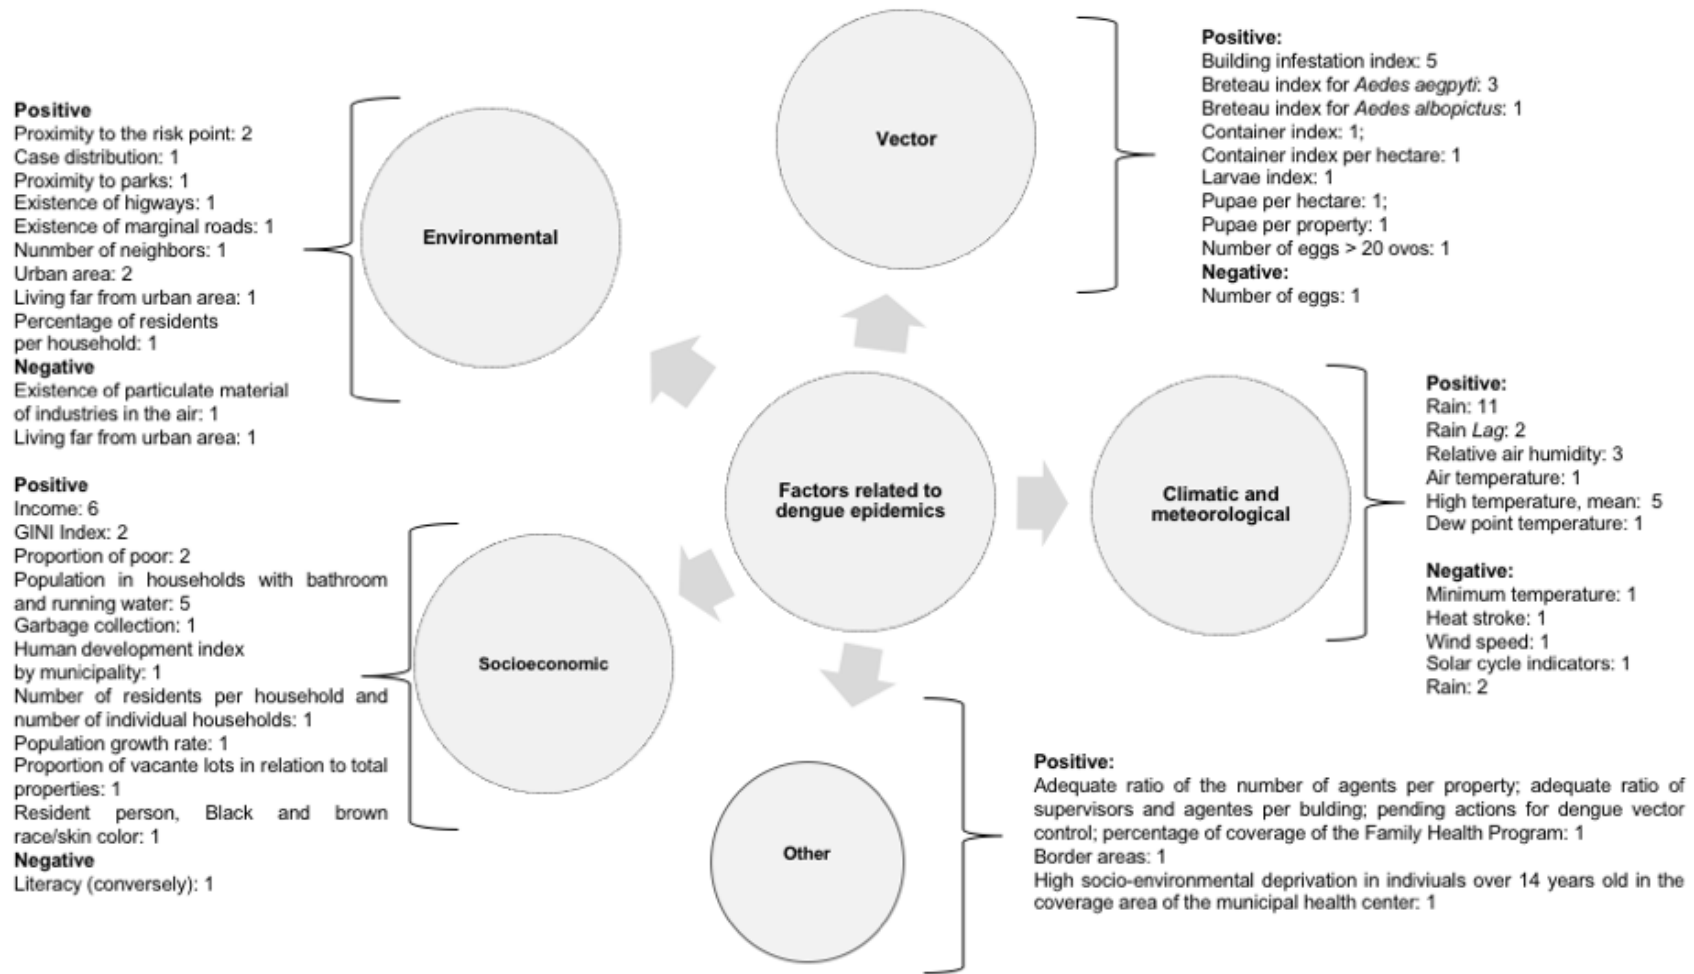 Positive
Proximity to the risk point: 2
Case distribution: 1
Proximity to parks: 1
Existence of higways: 1
Existence of marginal roads: 1
Nunmber of neighbors: 1
Urban area: 2
Living far from urban area: 1
Percentage of residents
per household: 1
Negative
Existence of particulate material
of industries in the air: 1
Living far from urban area: 1
Environmental
Vector
Positive:
Building infestation index: 5
Breteau index for Aedes aegpyti: 3
Breteau index for Aedes albopictus: 1
Container index: 1;
Container index per hectare: 1
Larvae index: 1
Pupae per hectare: 1;
Pupae per property: 1
Number of eggs > 20 ovos: 1
Negative:
Number of eggs: 1
Factors related to
dengue epidemics
Climatic and
meteorological
Positive:
Rain: 11
Rain Lag: 2
Relative air humidity: 3
Air temperature: 1
High temperature, mean: 5
Dew point temperature: 1
Negative:
Minimum temperature: 1
Heat stroke: 1
Wind speed: 1
Solar cycle indicators: 1
Rain: 2
Positive
Income: 6
GINI Index: 2
Proportion of poor: 2
Population in households with bathroom
and running water: 5
Garbage collection: 1
Human development index
by municipality: 1
Number of residents per household and
number of individual households: 1
Population growth rate: 1
Proportion of vacante lots in relation to total
properties: 1
Resident person, Black and brown
race/skin color: 1
Negative
Literacy (conversely): 1
Socioeconomic
Other
Positive:
Adequate ratio of the number of agents per property; adequate ratio of
supervisors and agentes per bulding; pending actions for dengue vector
control; percentage of coverage of the Family Health Program: 1
Border areas: 1
High socio-environmental deprivation in indiviuals over 14 years old in the
coverage area of the municipal health center: 1